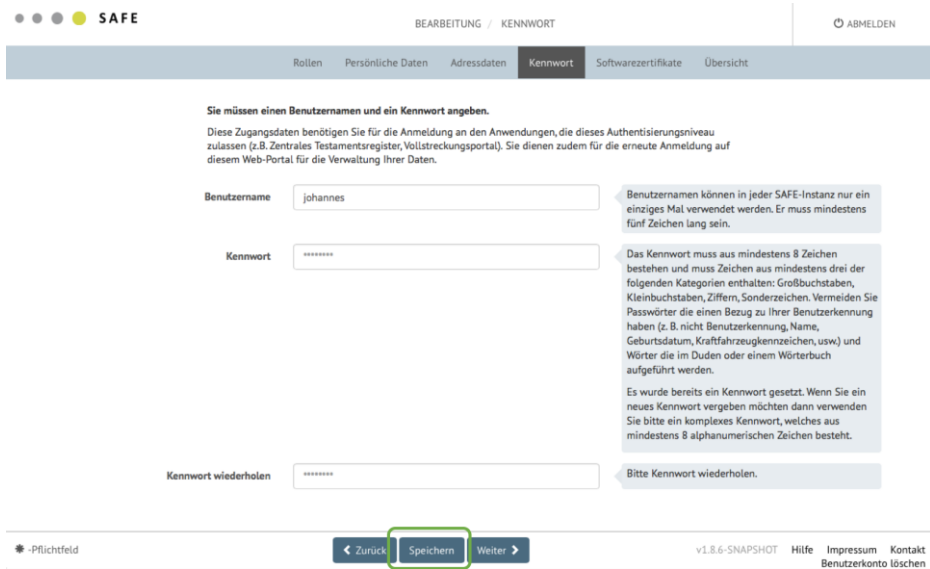 SAFE
BEARBEITUNG / KENNWORT
ABMELDEN
Rollen Persönliche Daten Adressdaten Kennwort Softwarezertifikate Übersicht
Sie müssen einen Benutzernamen und ein Kennwort angeben.
Diese Zugangsdaten benötigen Sie für die Anmeldung an den Anwendungen, die dieses Authentisierungsniveau
zulassen (z.B. Zentrales Testamentsregister, Vollstreckungsportal). Sie dienen zudem für die erneute Anmeldung auf
diesem Web-Portal für die Verwaltung Ihrer Daten.
Benutzername
johannes
Benutzernamen können in jeder SAFE-Instanz nur ein
einziges Mal verwendet werden. Er muss mindestens
fünf Zeichen lang sein.
Kennwort
********
Das Kennwort muss aus mindestens 8 Zeichen
bestehen und muss Zeichen aus mindestens drei der
folgenden Kategorien enthalten: Großbuchstaben,
Kleinbuchstaben, Ziffern, Sonderzeichen. Vermeiden Sie
Passwörter die einen Bezug zu Ihrer Benutzerkennung
haben (z. B. nicht Benutzerkennung, Name,
Geburtsdatum, Kraftfahrzeugkennzeichen, usw.) und
Wörter die im Duden oder einem Wörterbuch
aufgeführt werden.
Es wurde bereits ein Kennwort gesetzt. Wenn Sie ein
neues Kennwort vergeben möchten dann verwenden
Sie bitte ein komplexes Kennwort, welches aus
mindestens 8 alphanumerischen Zeichen besteht.
Kennwort wiederholen
********
Bitte Kennwort wiederholen.
✱ -Pflichtfeld
Zurück Speichern Weiter
v1.8.6-SNAPSHOT Hilfe Impressum Kontakt
Benutzerkonto löschen